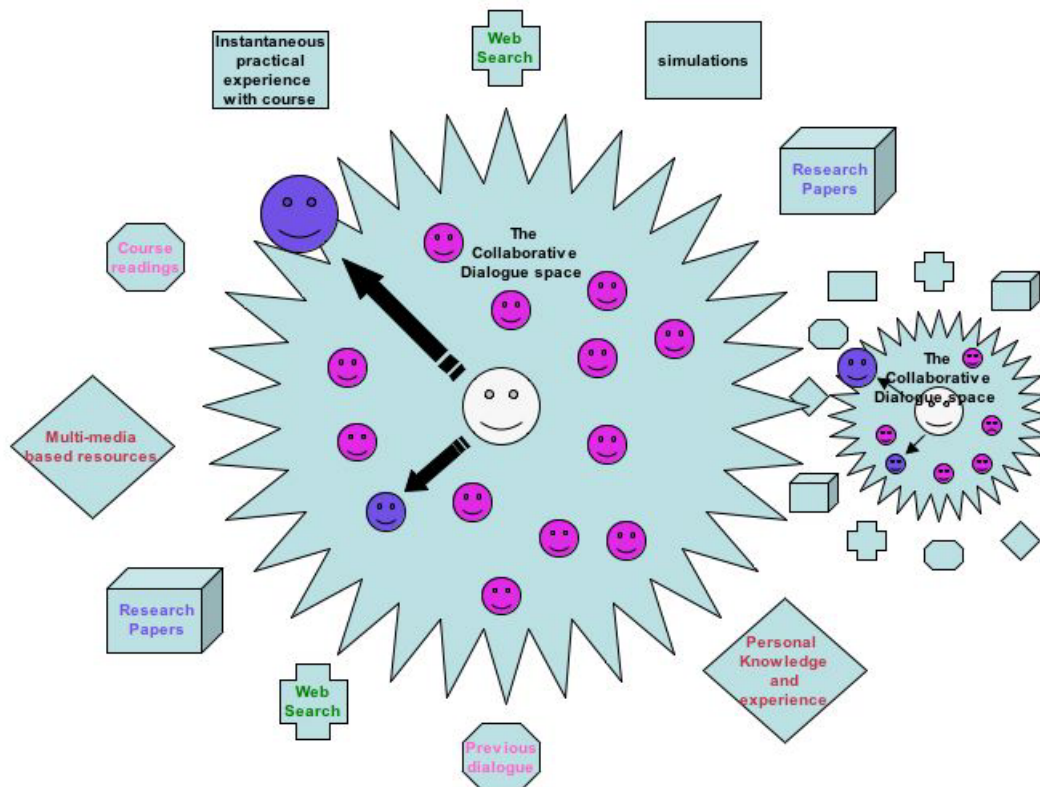 Instantaneous
practical
experience
with course
Web
Search
simulations
Research
Papers
Course
readings
The
Collaborative
Dialogue space
Multi-media
based resources
The
Collaborative
Dialogue space
Research
Papers
Personal
Knowledge
and
experience
Web
Search
Previous
dialogue